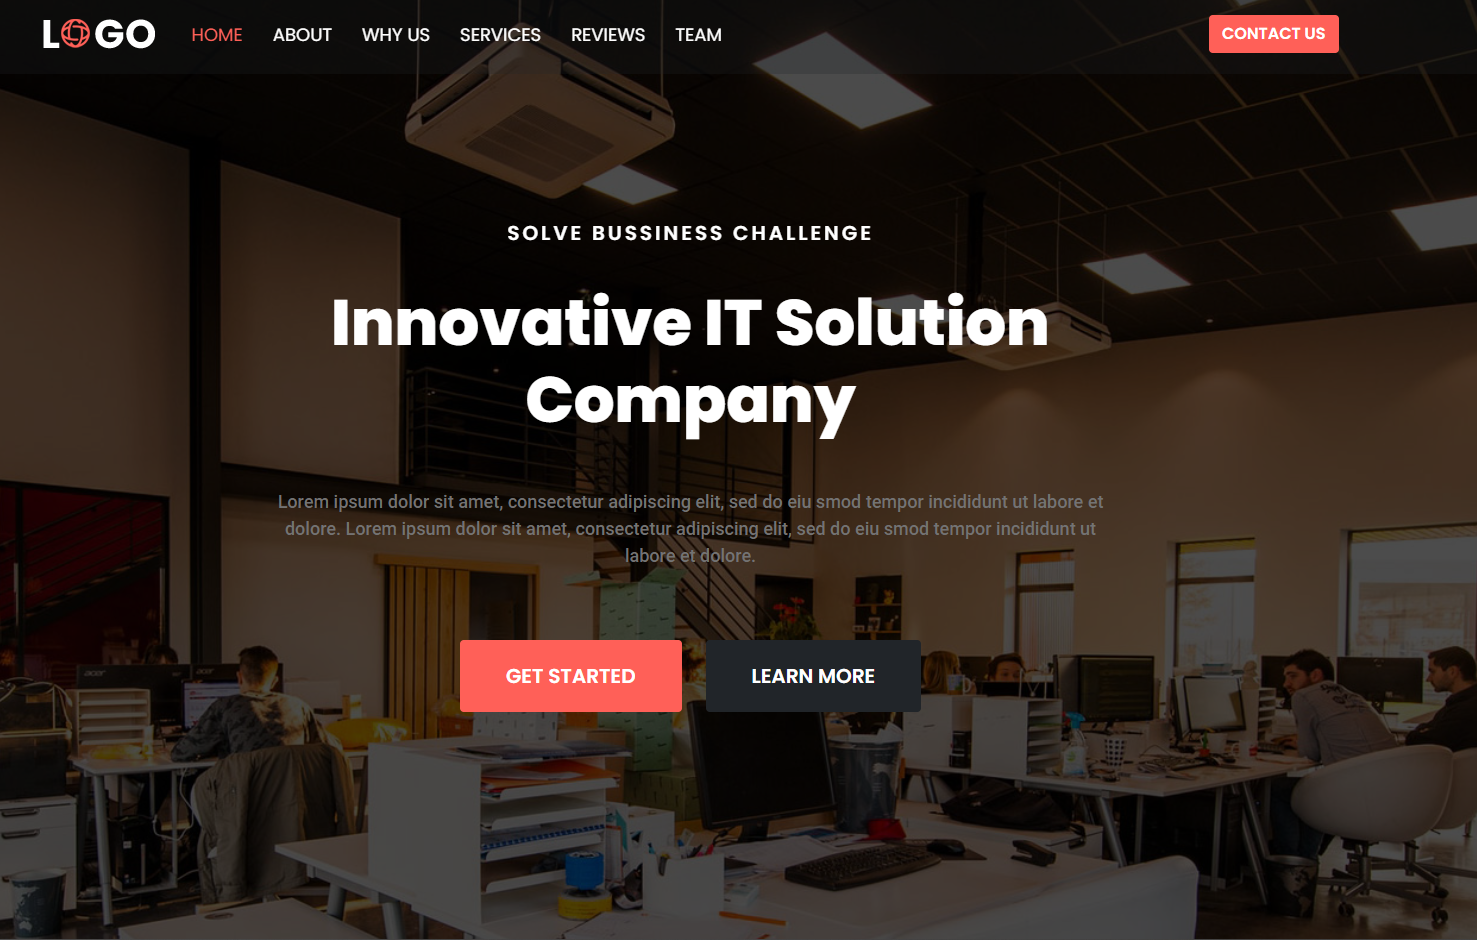 LOGO HOME ABOUT WHY US SERVICES REVIEWS TEAM CONTACT US
SOLVE BUSSINESS CHALLENGE
Innovative IT Solution
Company
Lorem ipsum dolor sit amet, consectetur adipiscing elit, sed do eiu smod tempor incididunt ut labore et
dolore. Lorem ipsum dolor sit amet, consectetur adipiscing elit, sed do eiu smod tempor incididunt ut
labore et dolore.
GET STARTED LEARN MORE
acer acer